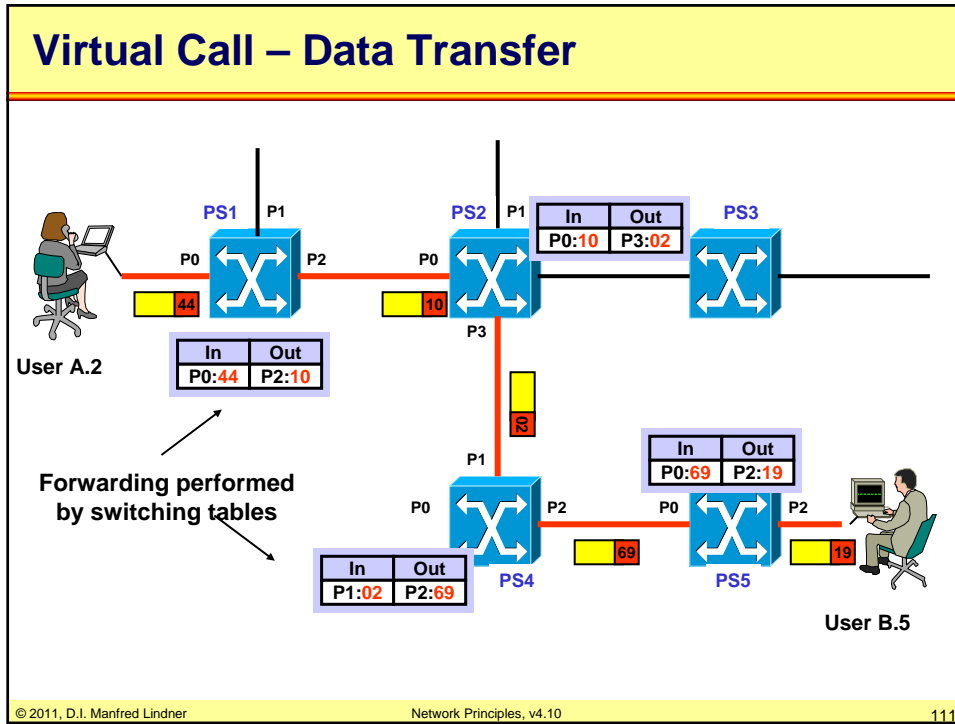 Virtual Call – Data Transfer
PS1
P1
PS2
P1
In Out
P0:10 P3:02
PS3
P0
P2
P0
44
10
P3
User A.2
In Out
P0:44 P2:10
02
P1
In Out
P0:69 P2:19
Forwarding performed
by switching tables
P0
P2
P0
P2
69
19
In Out
P1:02 P2:69
PS4
PS5
User B.5
© 2011, D.I. Manfred Lindner
Network Principles, v4.10
111